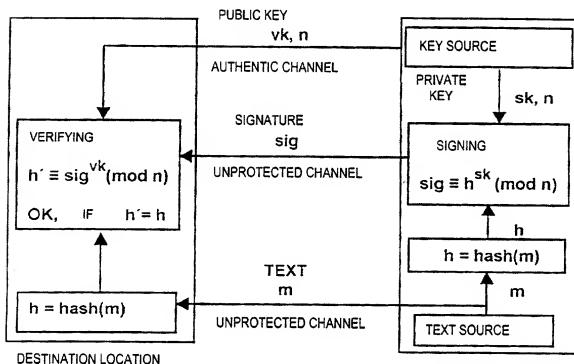 PUBLIC KEY
vk, n
AUTHENTIC CHANNEL
KEY SOURCE
PRIVATE
KEY
sk, n
SIGNATURE
sig
UNPROTECTED CHANNEL
VERIFYING
h´ ≡ sig^vk (mod n)
OK, IF h´= h
SIGNING
sig ≡ h^sk (mod n)
h
h = hash(m)
m
TEXT
m
UNPROTECTED CHANNEL
h = hash(m)
TEXT SOURCE
DESTINATION LOCATION